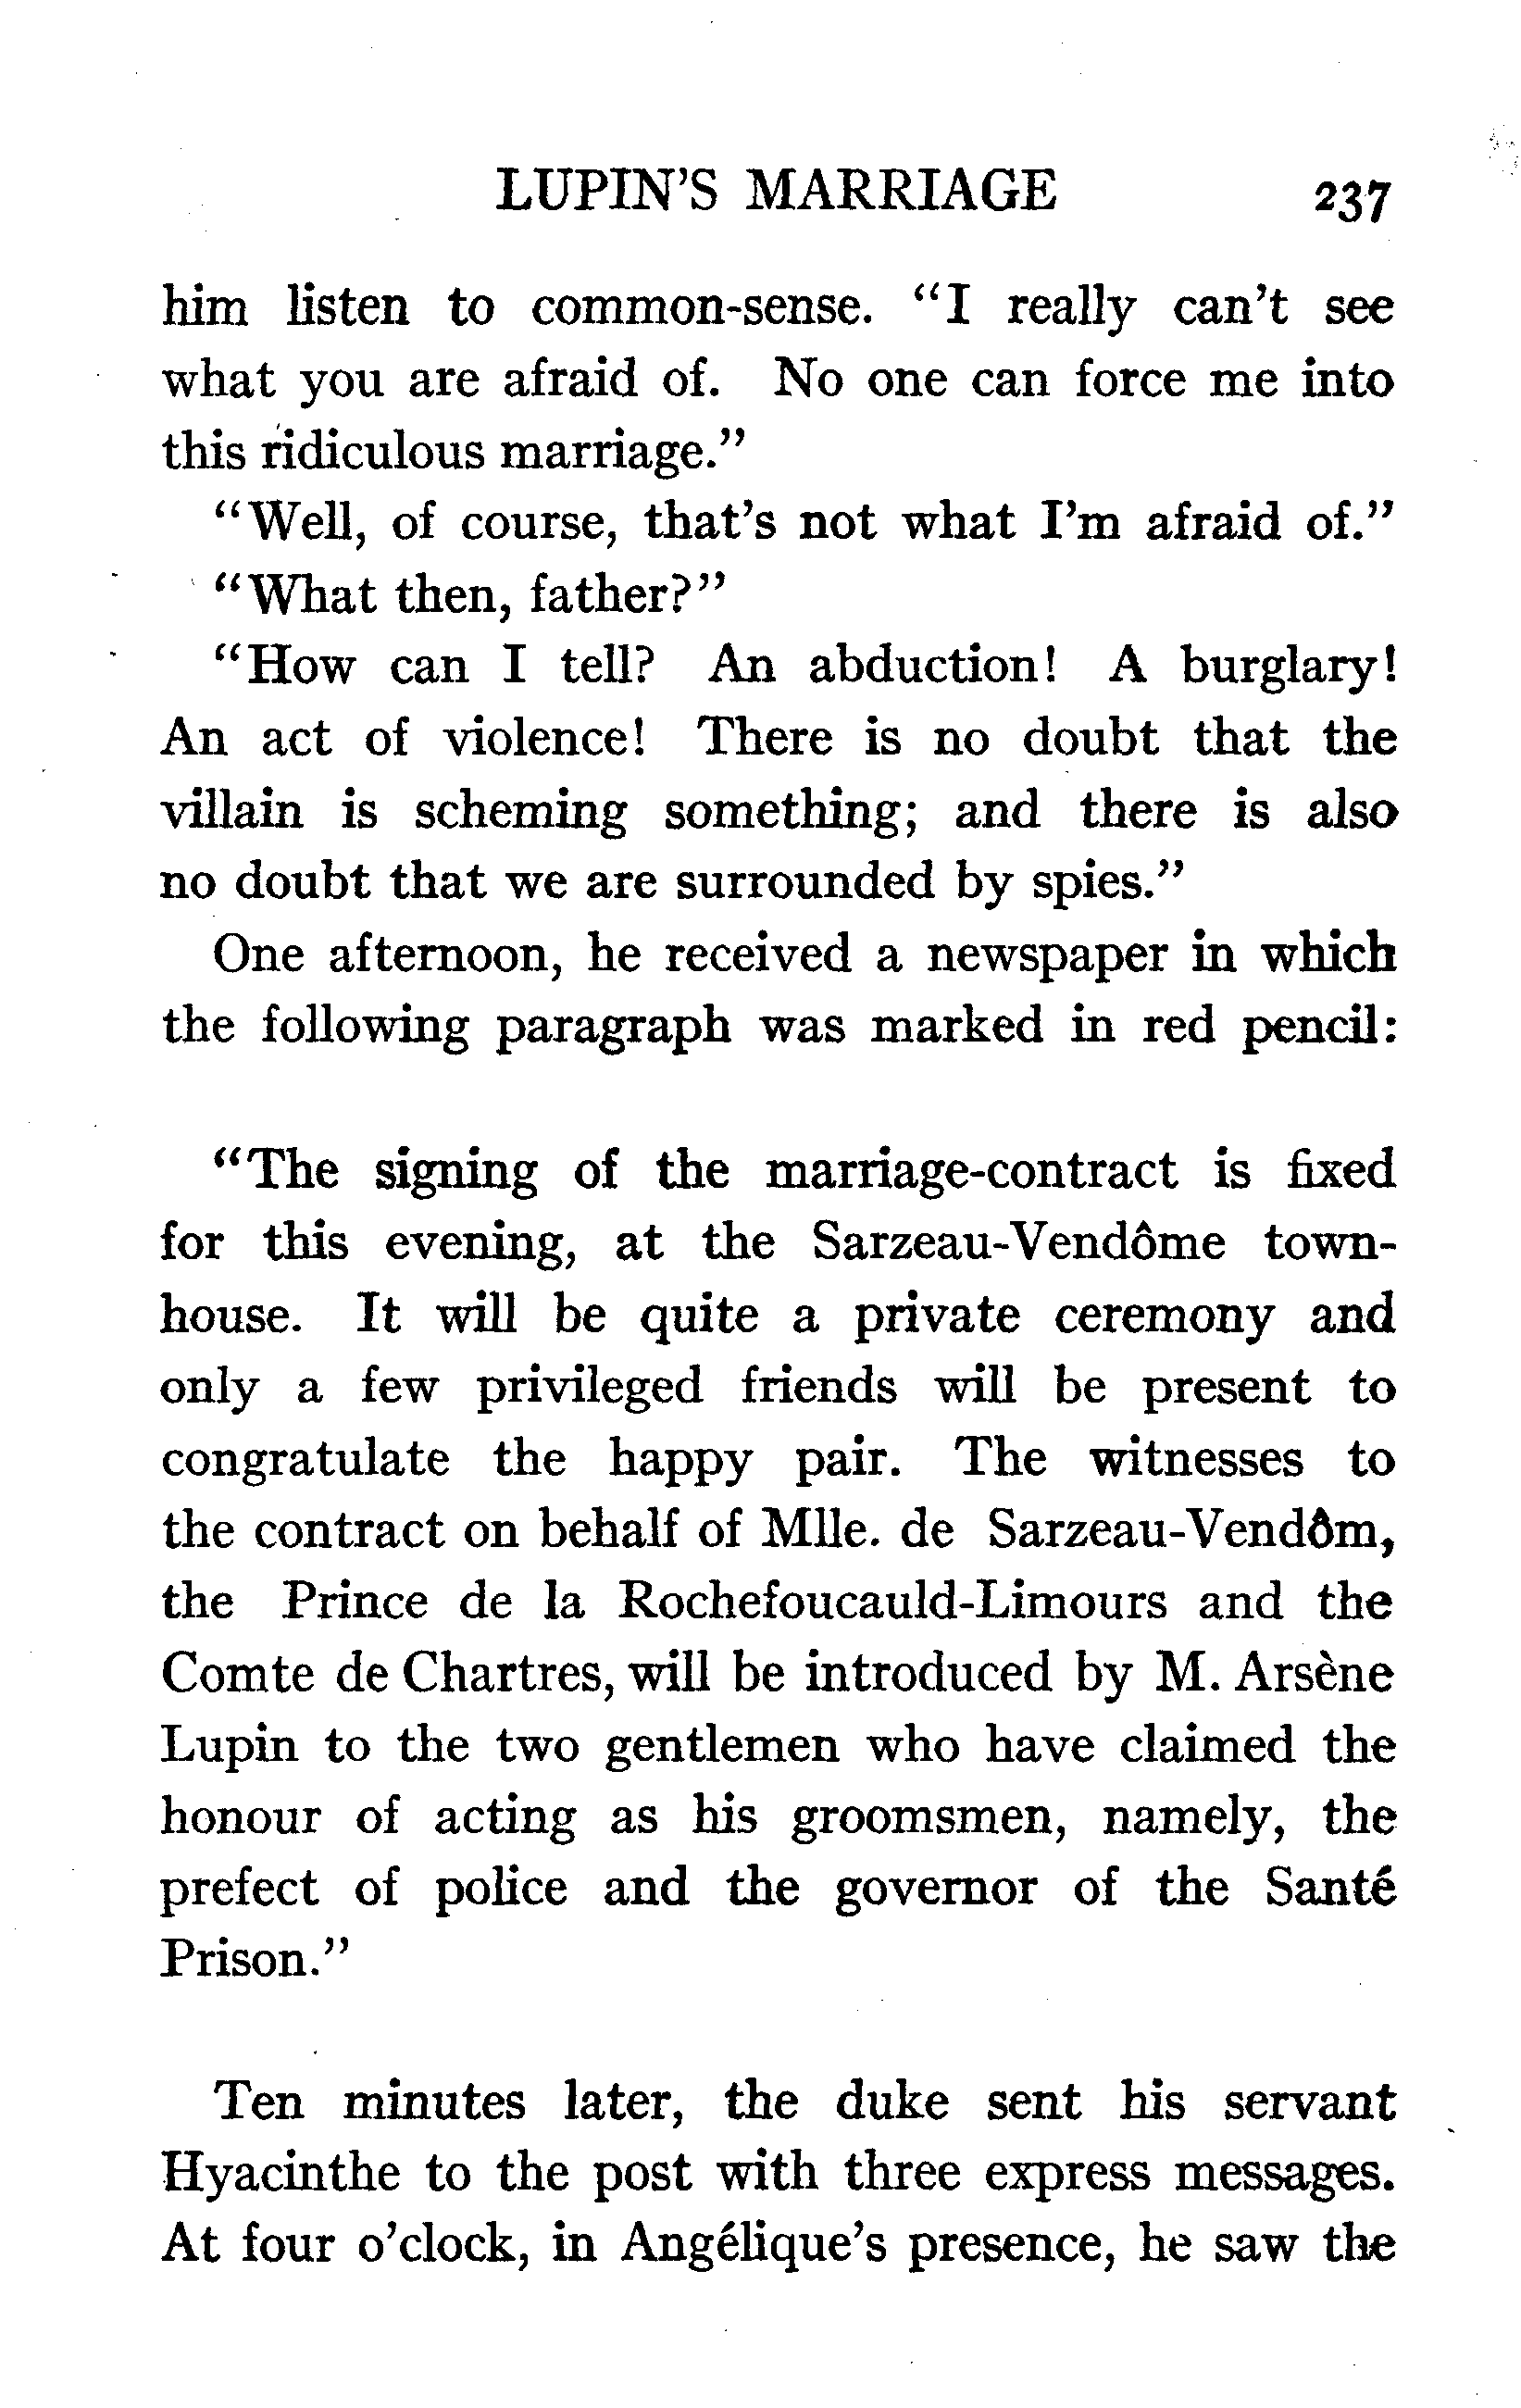 LUPIN'S MARRIAGE 237
him listen to common-sense. "I really can't see
what you are afraid of. No one can force me into
this ridiculous marriage."
"Well, of course, that's not what I'm afraid of."
"What then, father?"
"How can I tell? An abduction! A burglary!
An act of violence! There is no doubt that the
villain is scheming something; and there is also
no doubt that we are surrounded by spies."
One afternoon, he received a newspaper in which
the following paragraph was marked in red pencil:
"The signing of the marriage-contract is fixed
for this evening, at the Sarzeau-Vendôme town-
house. It will be quite a private ceremony and
only a few privileged friends will be present to
congratulate the happy pair. The witnesses to
the contract on behalf of Mlle. de Sarzeau-Vendôm,
the Prince de la Rochefoucauld-Limours and the
Comte de Chartres, will be introduced by M. Arsène
Lupin to the two gentlemen who have claimed the
honour of acting as his groomsmen, namely, the
prefect of police and the governor of the Santé
Prison."
Ten minutes later, the duke sent his servant
Hyacinthe to the post with three express messages.
At four o'clock, in Angélique's presence, he saw the